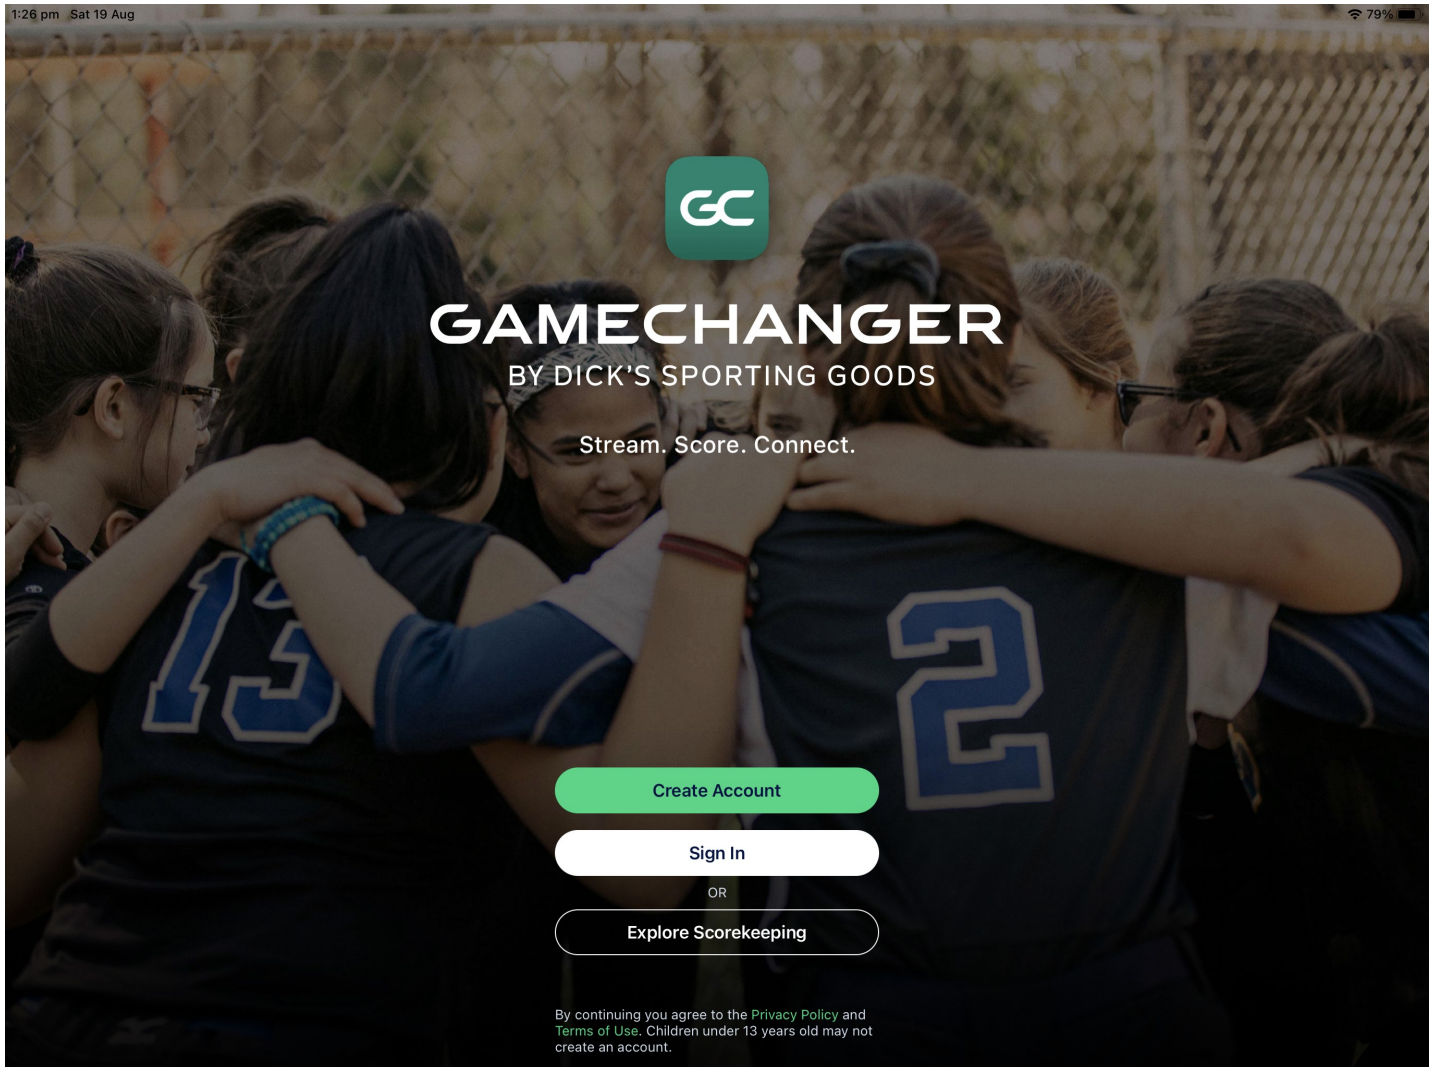 1:26 pm Sat 19 Aug
79%
GC
GAMECHANGER
BY DICK'S SPORTING GOODS
Stream. Score. Connect.
13
2
Create Account
Sign In
OR
Explore Scorekeeping
By continuing you agree to the Privacy Policy and
Terms of Use. Children under 13 years old may not
create an account.